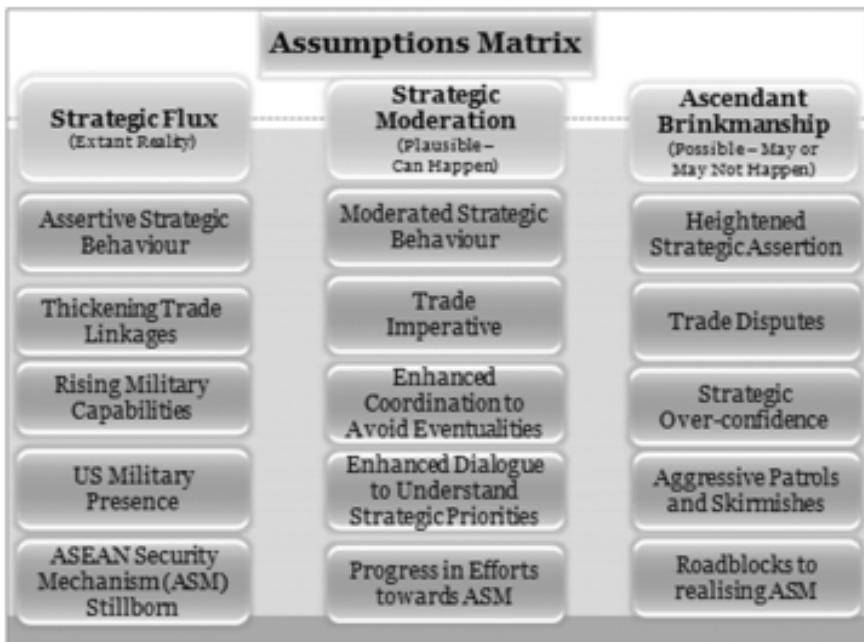 Assumptions Matrix
Strategic Flux
(Extant Reality)
Assertive Strategic
Behaviour
Thickening Trade
Linkages
Rising Military
Capabilities
US Military
Presence
ASEAN Security
Mechanism (ASM)
Stillborn
Strategic
Moderation
(Plausible –
Can Happen)
Moderated Strategic
Behaviour
Trade
Imperative
Enhanced
Coordination to
Avoid Eventualities
Enhanced Dialogue
to Understand
Strategic Priorities
Progress in Efforts
towards ASM
Ascendant
Brinkmanship
(Possible – May or
May Not Happen)
Heightened
Strategic Assertion
Trade Disputes
Strategic
Over-confidence
Aggressive Patrols
and Skirmishes
Roadblocks to
realising ASM